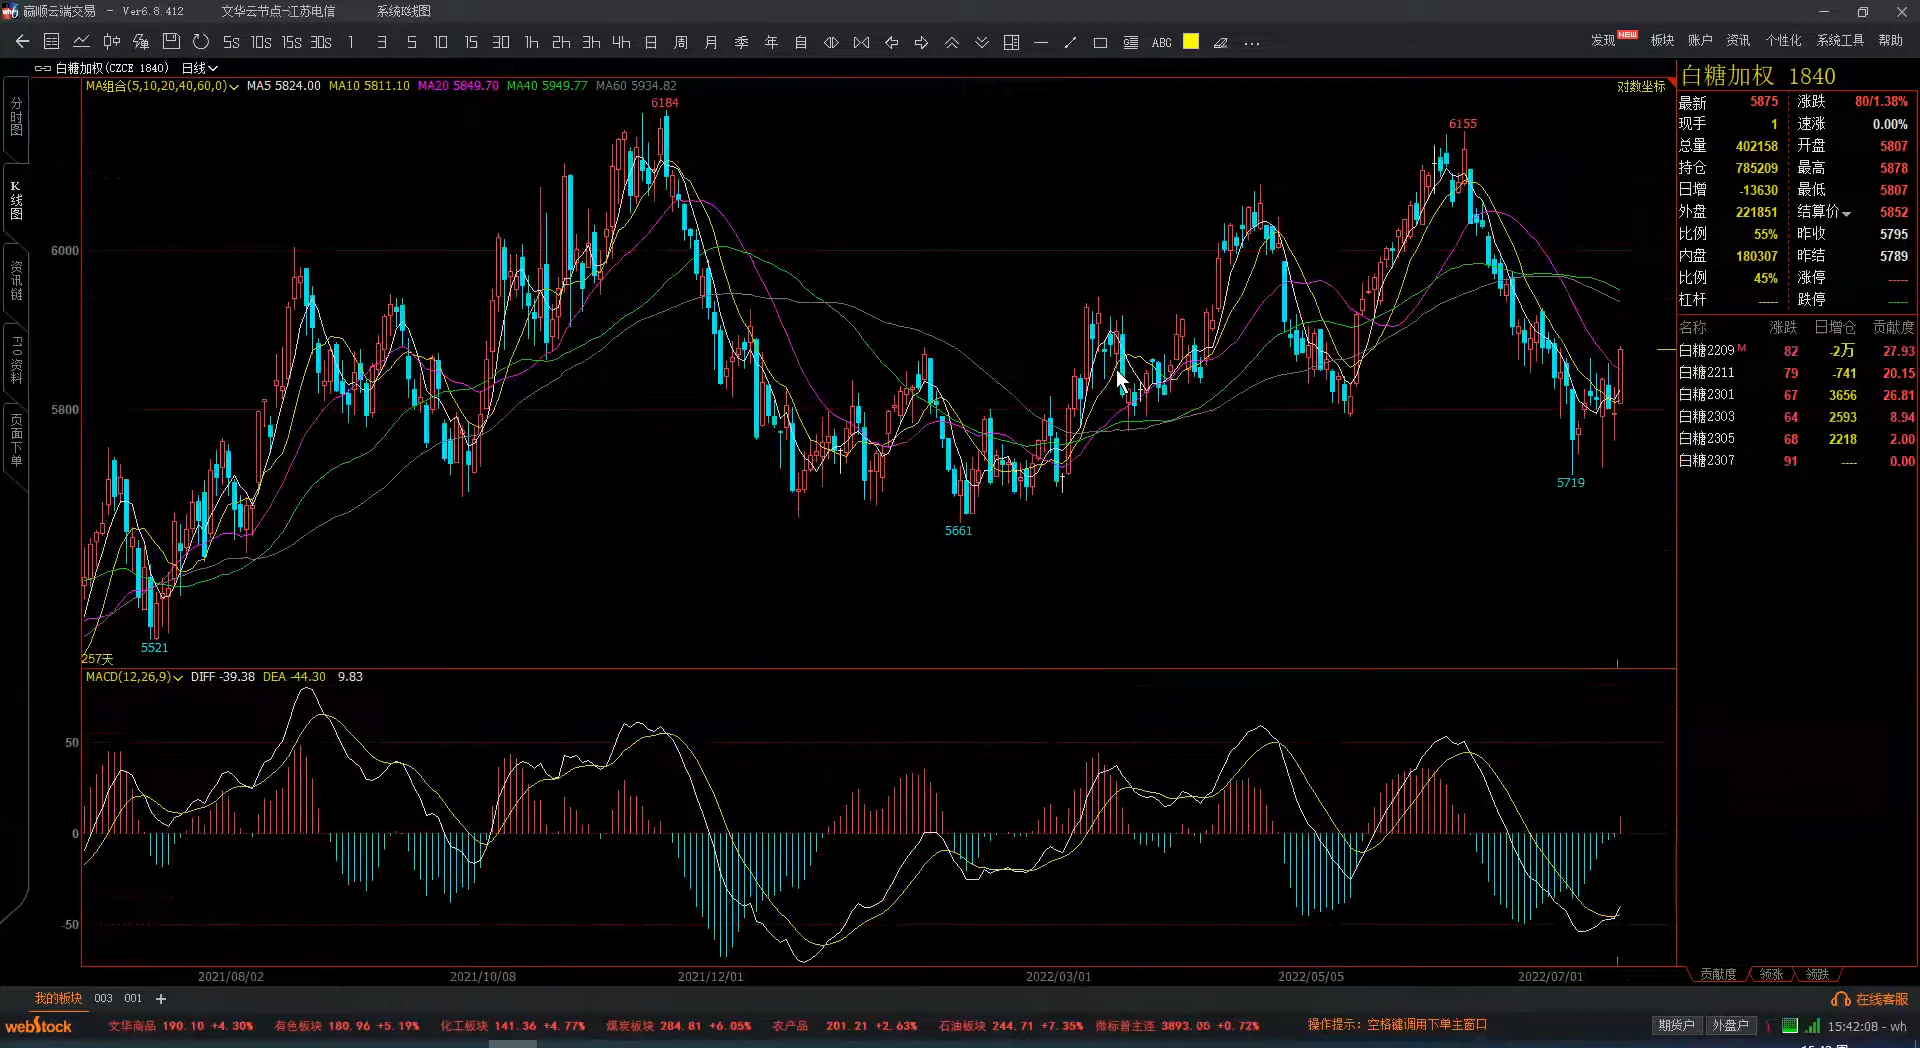 赢顺云端交易 - Ver6.8.412 文华云节点-江苏电信 系统K线图
5s 10s 15s 30s 1 3 5 10 15 30 1h 2h 3h 4h 日 周 月 季 年 自 ABC ...
发现 NEW 板块 账户 资讯 个性化 系统工具 帮助
白糖加权(CZCE 1840) 日线
MA组合(5,10,20,40,60,0) MA5 5824.00 MA10 5811.10 MA20 5849.70 MA40 5949.77 MA60 5934.82
对数坐标
分时图
K线图
资讯链
F10资料
页面下单
6184
6155
6000
5800
5719
5661
5521
257天
MACD(12,26,9) DIFF -39.38 DEA -44.30 9.83
50
0
-50
2021/08/02 2021/10/08 2021/12/01 2022/03/01 2022/05/05 2022/07/01
白糖加权 1840
最新 5875 涨跌 80/1.38%
现手 1 速涨 0.00%
总量 402158 开盘 5807
持仓 785209 最高 5878
日增 -13630 最低 5807
外盘 221851 结算价 5852
比例 55% 昨收 5795
内盘 180307 昨结 5789
比例 45% 涨停 -----
杠杆 ----- 跌停 -----
名称 涨跌 日增仓 贡献度
白糖2209 M 82 -2万 27.93
白糖2211 79 -741 20.15
白糖2301 67 3656 26.81
白糖2303 64 2593 8.94
白糖2305 68 2218 2.00
白糖2307 91 ---- 0.00
贡献度 领涨 领跌
我的板块 003 001 +
在线客服
webstock 文华商品 190.10 +4.30% 有色板块 180.96 +5.19% 化工板块 141.36 +4.77% 煤炭板块 284.81 +6.05% 农产品 201.21 +2.63% 石油板块 244.71 +7.35% 微标普主连 3893.00 +0.72%
操作提示：空格键调用下单主窗口
期货户 外盘户 15:42:08 - wh